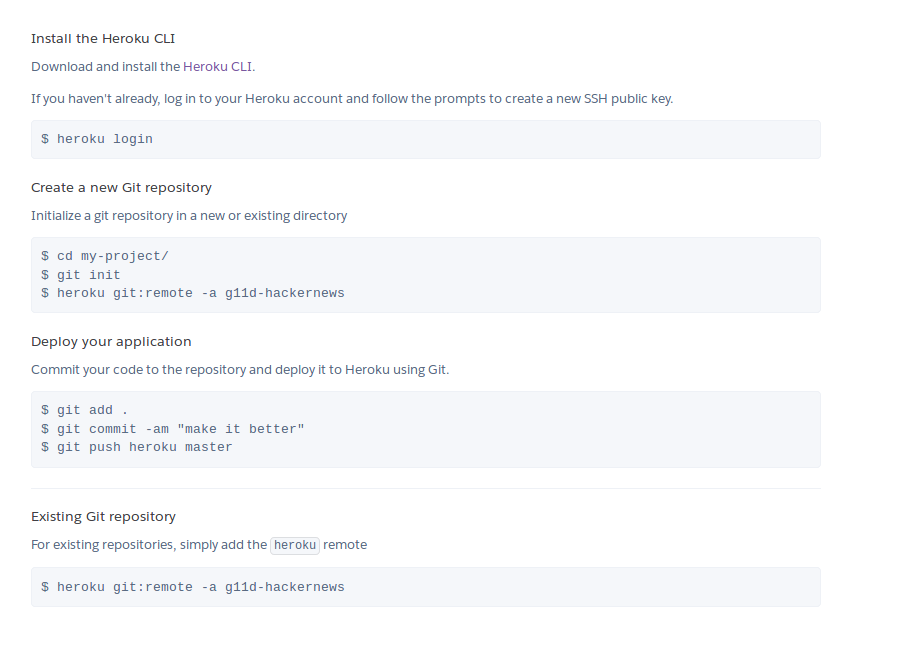 Install the Heroku CLI
Download and install the Heroku CLI.
If you haven't already, log in to your Heroku account and follow the prompts to create a new SSH public key.
$ heroku login
Create a new Git repository
Initialize a git repository in a new or existing directory
$ cd my-project/
$ git init
$ heroku git:remote -a g11d-hackernews
Deploy your application
Commit your code to the repository and deploy it to Heroku using Git.
$ git add .
$ git commit -am "make it better"
$ git push heroku master
Existing Git repository
For existing repositories, simply add the heroku remote
$ heroku git:remote -a g11d-hackernews